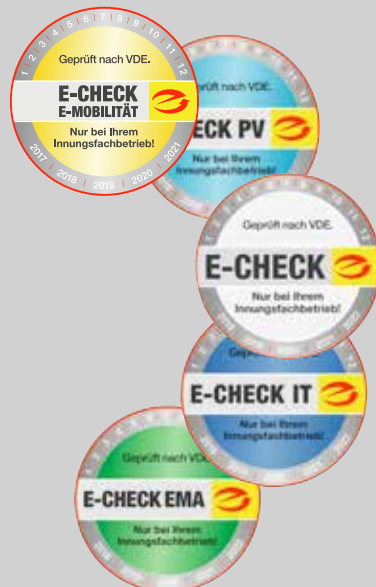 1 2 3 4 5 6 7 8 9 10 11 12
Geprüft nach VDE.
E-CHECK
E-MOBILITÄT
Nur bei Ihrem
Innungsfachbetrieb!
2017 2018 2019 2020 2021
nach VDE.
ECK PV
Nur bei Ihrem
Innungsfachbetrieb!
Geprüft nach VDE.
E-CHECK
Nur bei Ihrem
Innungsfachbetrieb!
E-CHECK IT
Nur bei Ihrem
Innungsfachbetrieb!
Geprüft nach VDE
E-CHECK EMA
Nur bei Ihrem
Innungsfachbetrieb!